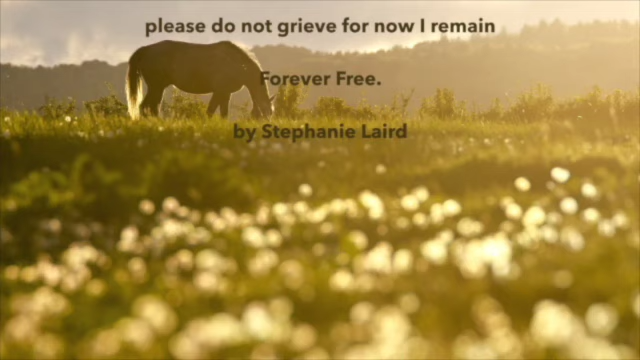 please do not grieve for now I remain
Forever Free.
by Stephanie Laird